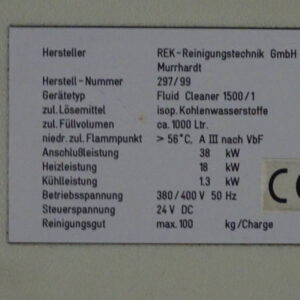 Hersteller REK-Reinigungstechnik GmbH
Murrhardt
Herstell-Nummer 297/99
Gerätetyp Fluid Cleaner 1500/1
zul. Lösemittel isop. Kohlenwasserstoffe
zul. Füllvolumen ca. 1000 Ltr.
niedr. zul. Flammpunkt > 56°C, A III nach VbF
Anschlußleistung 38 kW
Heizleistung 18 kW
Kühlleistung 1.3 kW
Betriebsspannung 380/400 V 50 Hz
Steuerspannung 24 V DC
Reinigungsgut max. 100 kg/Charge
CE